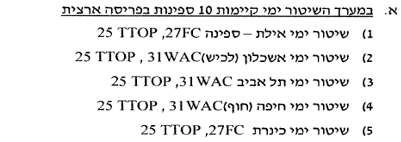 א. במערך השיטור ימי קיימות 10 ספינות בפריסה ארצית
1) שיטור ימי אילת – ספינה 27FC, 25 TTOP
2) שיטור ימי אשכלון (לכיש) 31WAC , 25 TTOP
3) שיטור ימי תל אביב 31WAC, 25 TTOP
4) שיטור ימי חיפה (חוף) 31WAC , 25 TTOP
5) שיטור ימי כינרת 27FC, 25 TTOP